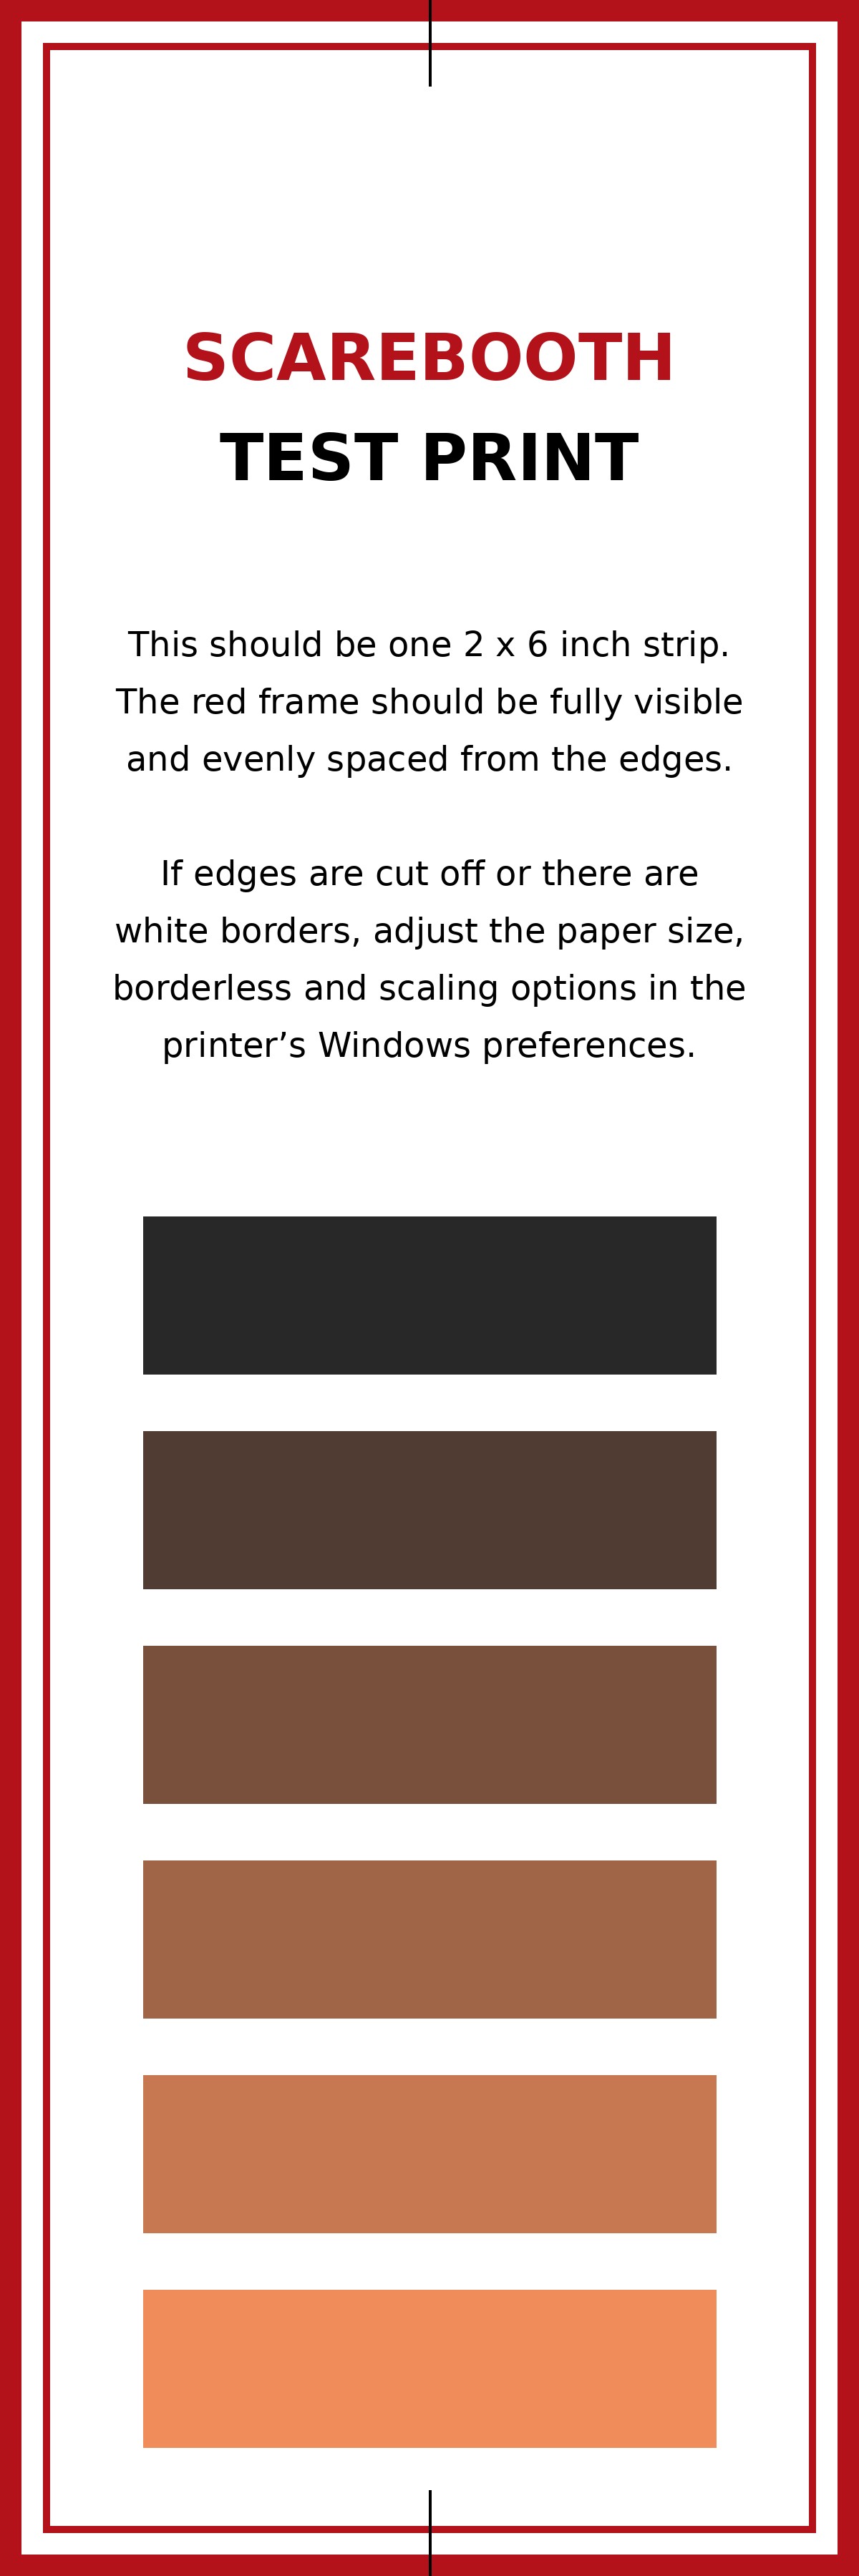 SCAREBOOTH
TEST PRINT
This should be one 2 x 6 inch strip.
The red frame should be fully visible
and evenly spaced from the edges.
If edges are cut off or there are
white borders, adjust the paper size,
borderless and scaling options in the
printer’s Windows preferences.